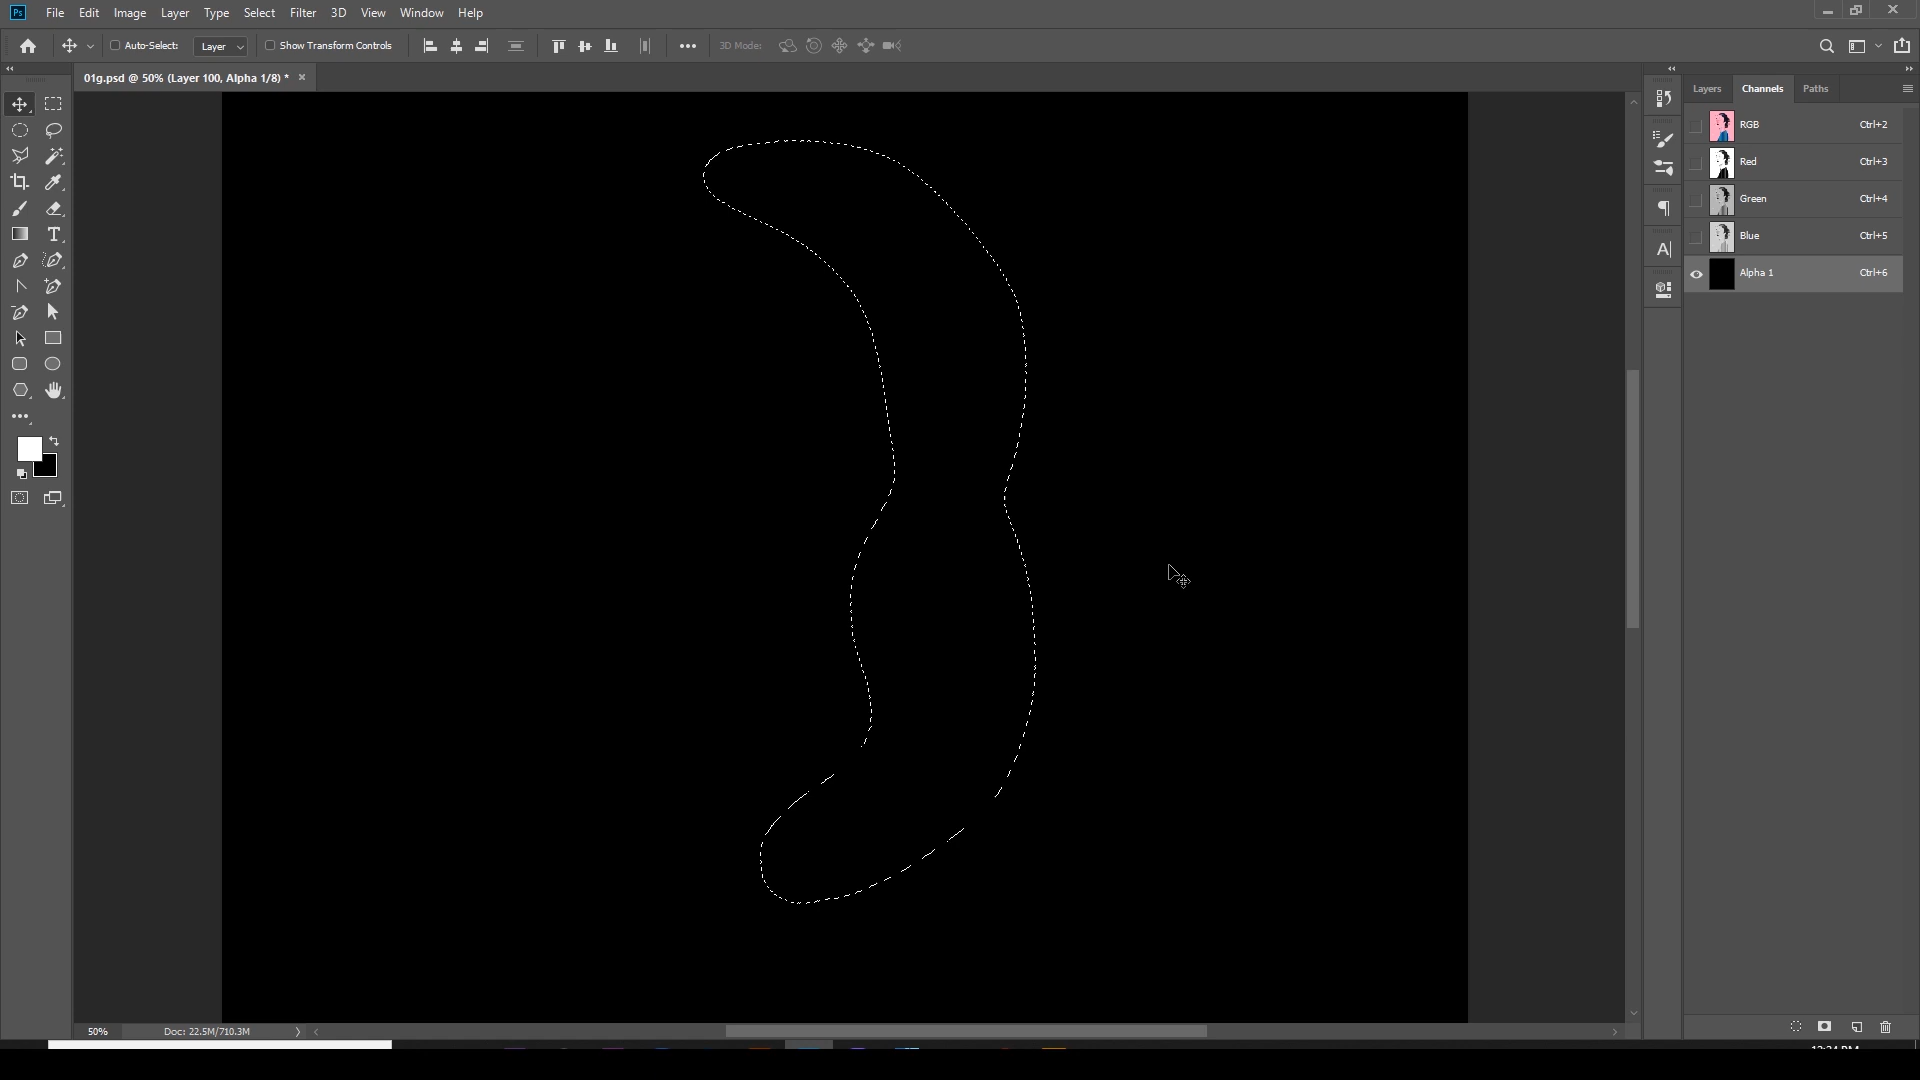 Ps File Edit Image Layer Type Select Filter 3D View Window Help
Auto-Select: Layer Show Transform Controls 3D Mode:
01g.psd @ 50% (Layer 100, Alpha 1/8) *
Layers Channels Paths
RGB Ctrl+2
Red Ctrl+3
Green Ctrl+4
Blue Ctrl+5
Alpha 1 Ctrl+6
50% Doc: 22.5M/710.3M